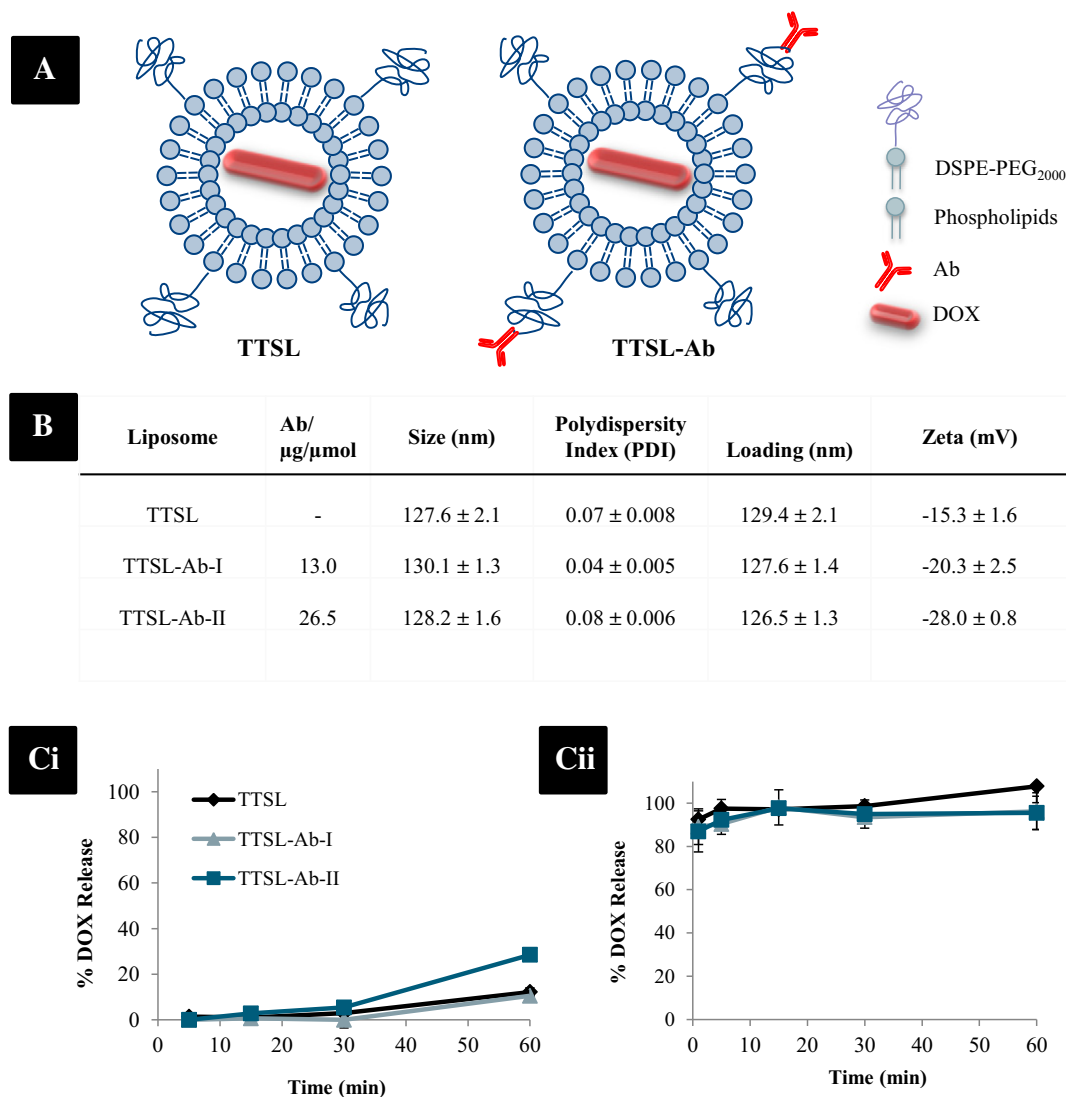 A
TTSL
TTSL-Ab
DSPE-PEG2000
Phospholipids
Ab
DOX
B
Liposome Ab/ µg/µmol Size (nm) Polydispersity Index (PDI) Loading (nm) Zeta (mV)
TTSL - 127.6 ± 2.1 0.07 ± 0.008 129.4 ± 2.1 -15.3 ± 1.6
TTSL-Ab-I 13.0 130.1 ± 1.3 0.04 ± 0.005 127.6 ± 1.4 -20.3 ± 2.5
TTSL-Ab-II 26.5 128.2 ± 1.6 0.08 ± 0.006 126.5 ± 1.3 -28.0 ± 0.8
Ci
% DOX Release
100
80
60
40
20
0
TTSL
TTSL-Ab-I
TTSL-Ab-II
0 10 20 30 40 50 60
Time (min)
Cii
% DOX Release
100
80
60
40
20
0
0 10 20 30 40 50 60
Time (min)